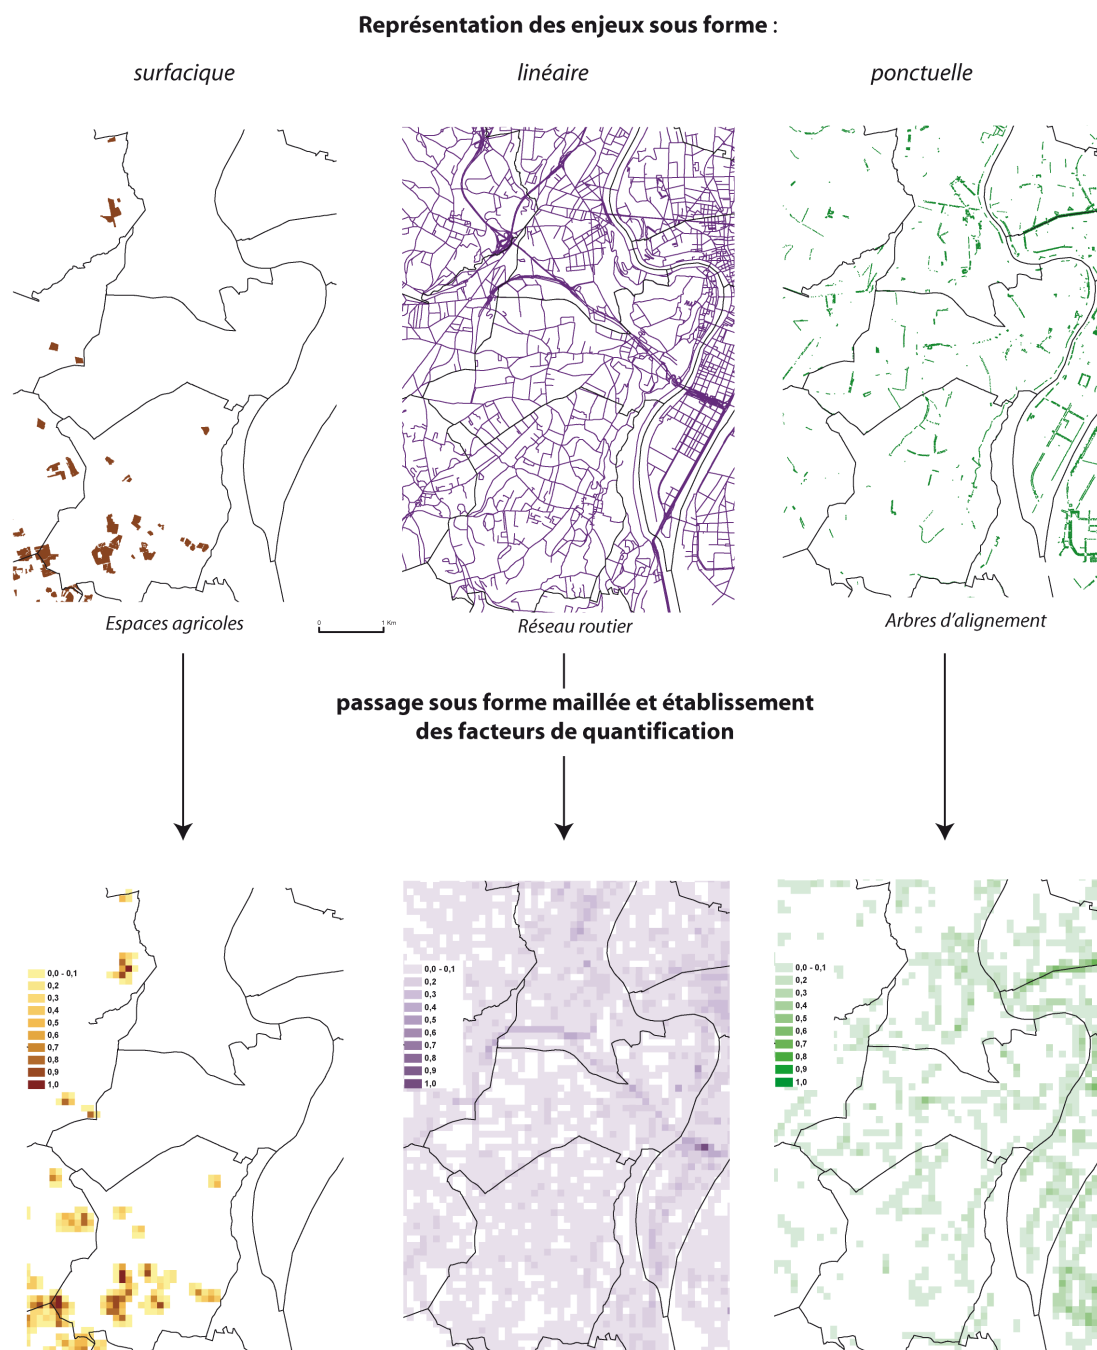 Représentation des enjeux sous forme :
surfacique
linéaire
ponctuelle
Espaces agricoles
0 1 Km
Réseau routier
Arbres d'alignement
passage sous forme maillée et établissement
des facteurs de quantification
0,0 - 0,1
0,2
0,3
0,4
0,5
0,6
0,7
0,8
0,9
1,0
0,0 - 0,1
0,2
0,3
0,4
0,5
0,6
0,7
0,8
0,9
1,0
0,0 - 0,1
0,2
0,3
0,4
0,5
0,6
0,7
0,8
0,9
1,0